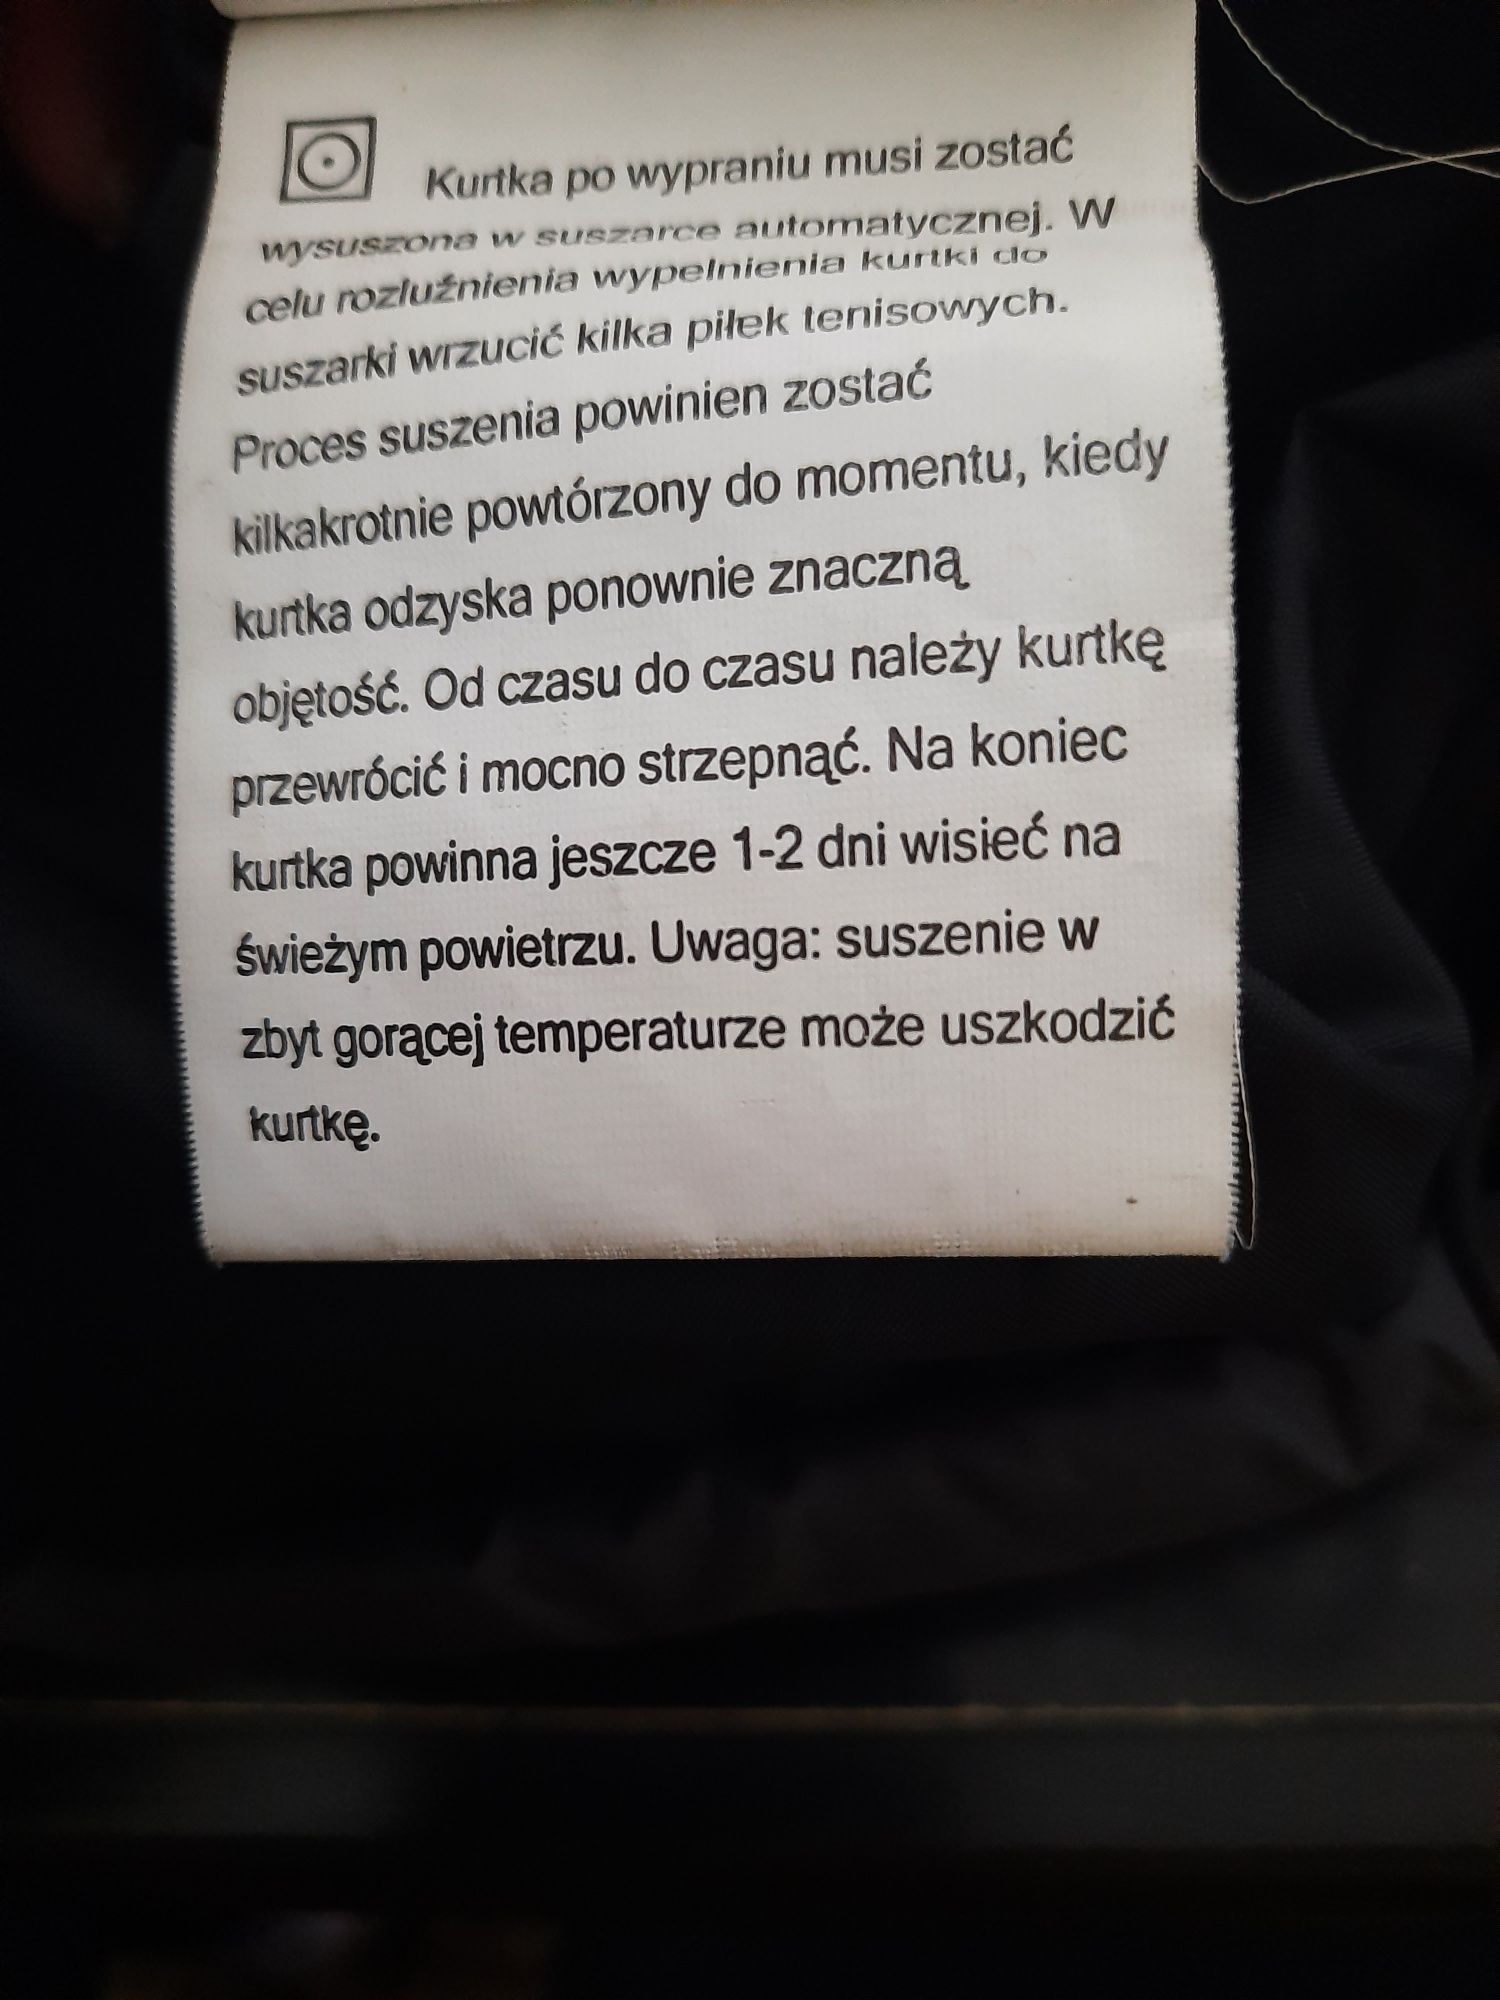 Kurtka po wypraniu musi zostać
wysuszona w suszarce automatycznej. W
celu rozluźnienia wypełnienia kurtki do
suszarki wrzucić kilka piłek tenisowych.
Proces suszenia powinien zostać
kilkakrotnie powtórzony do momentu, kiedy
kurtka odzyska ponownie znaczną
objętość. Od czasu do czasu należy kurtkę
przewrócić i mocno strzepnąć. Na koniec
kurtka powinna jeszcze 1-2 dni wisieć na
świeżym powietrzu. Uwaga: suszenie w
zbyt gorącej temperaturze może uszkodzić
kurtkę.